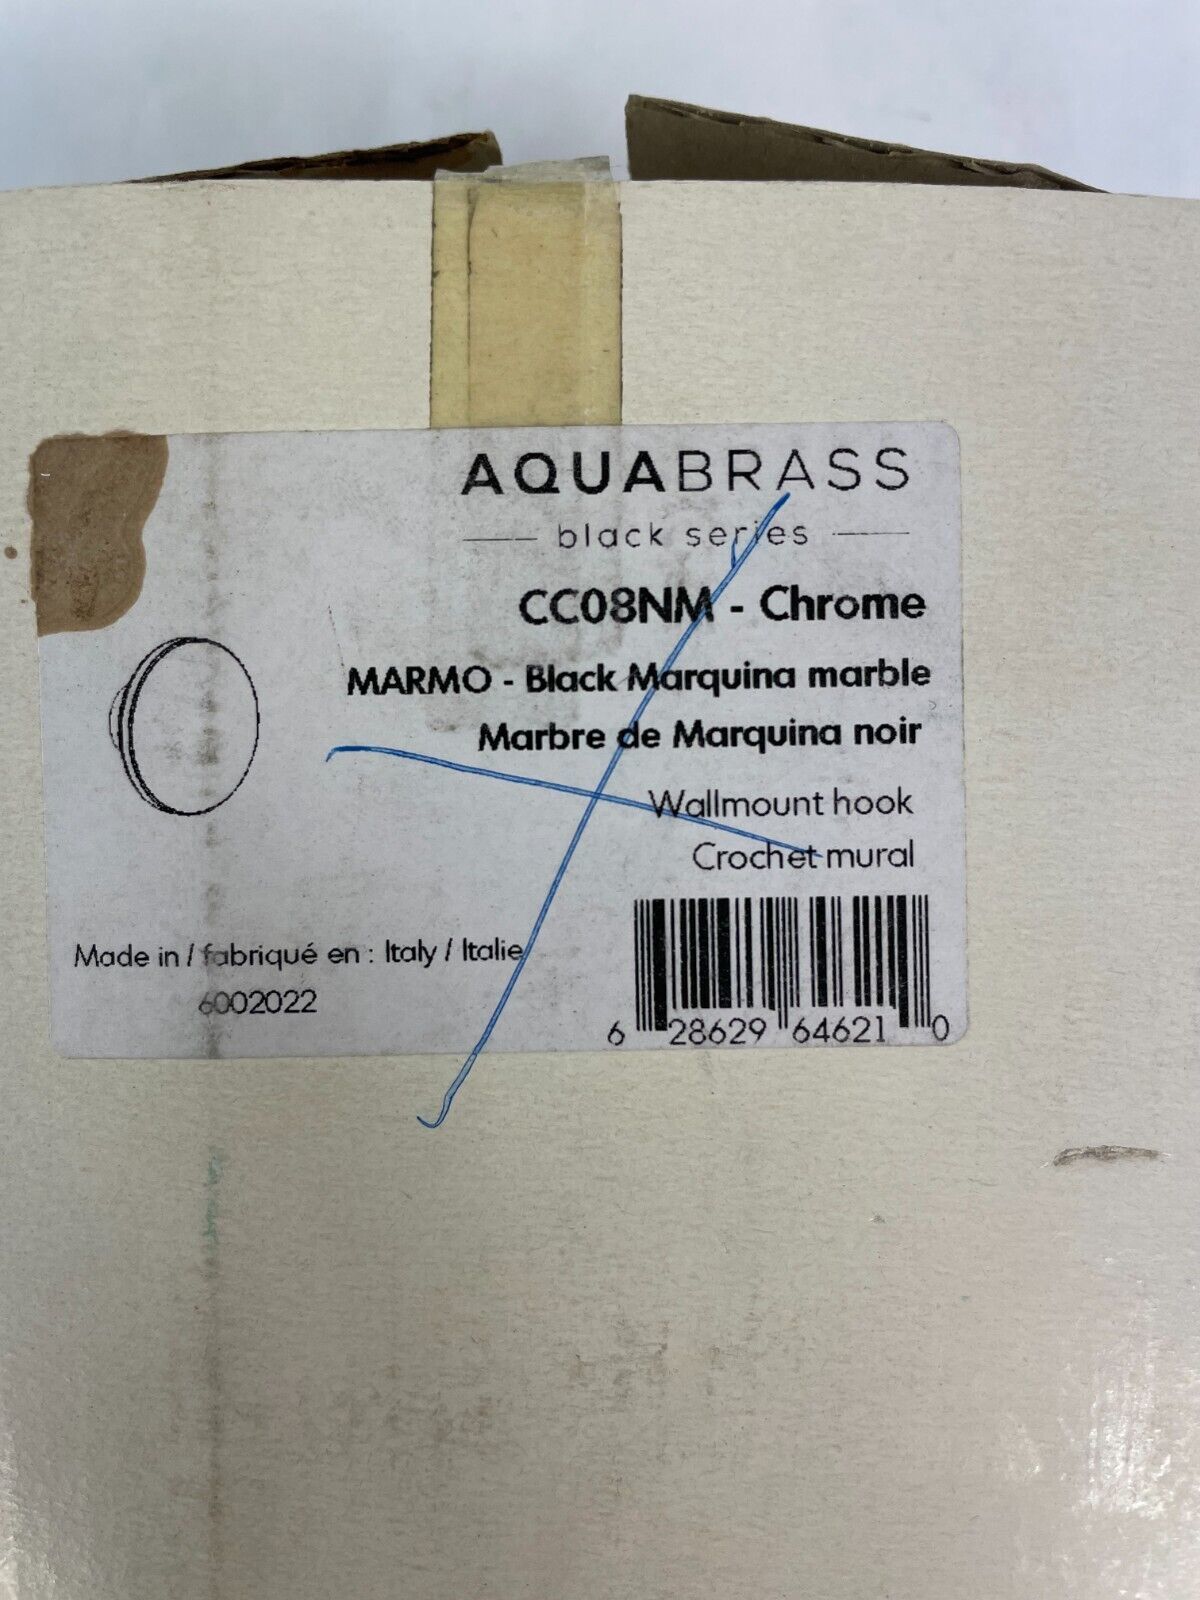 AQUABRASS
black series
CC08NM - Chrome
MARMO - Black Marquina marble
Marbre de Marquina noir
Wallmount hook
Crochet mural
Made in / fabriqué en : Italy / Italie
6002022
6 28629 64621 0